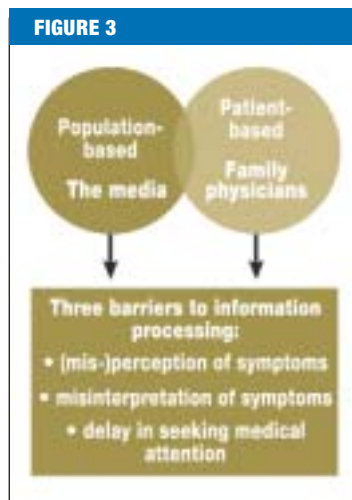 FIGURE 3
Population-
based
The media
Patient-
based
Family
physicians
Three barriers to information
processing:
• (mis-)perception of symptoms
• misinterpretation of symptoms
• delay in seeking medical
attention